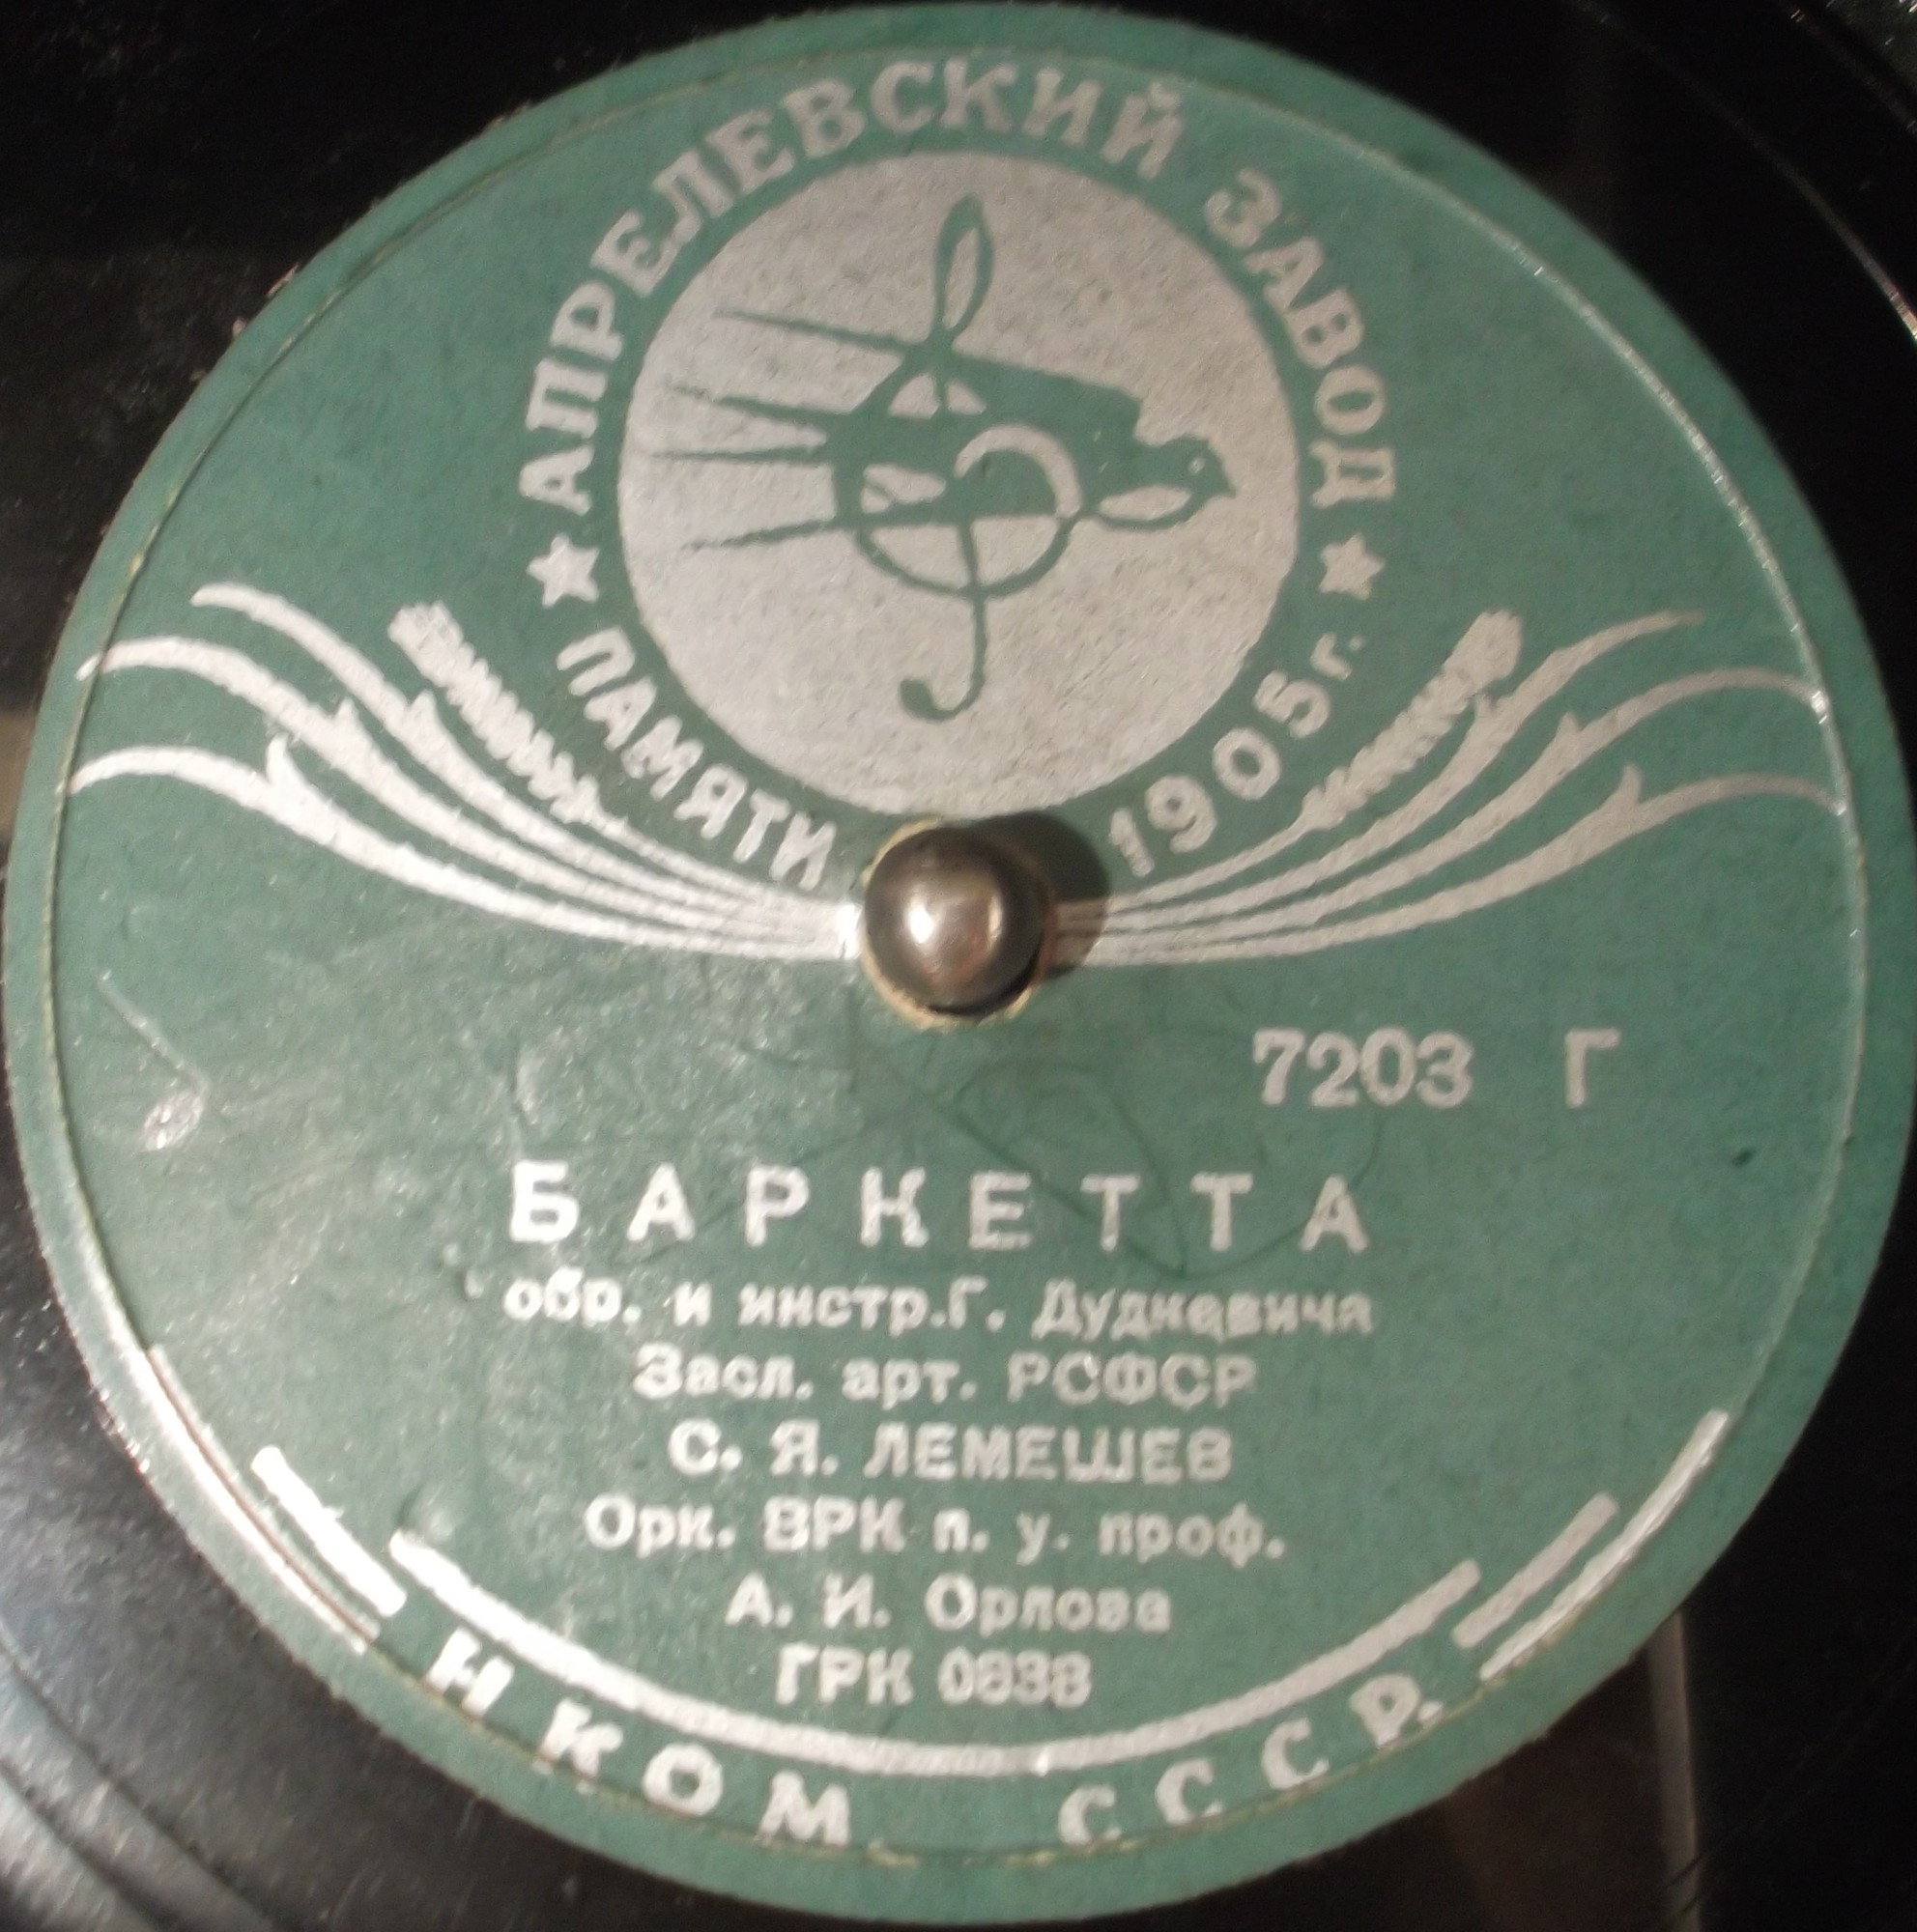 АПРЕЛЕВСКИЙ ЗАВОД
ПАМЯТИ 1905 г.
7203 Г
БАРКЕТТА
обр. и инстр. Г. Дудкевича
Засл. арт. РСФСР
С. Я. ЛЕМЕШЕВ
Орк. ВРК п. у. проф.
А. И. Орлова
ГРК 0638
НКОМ СССР.